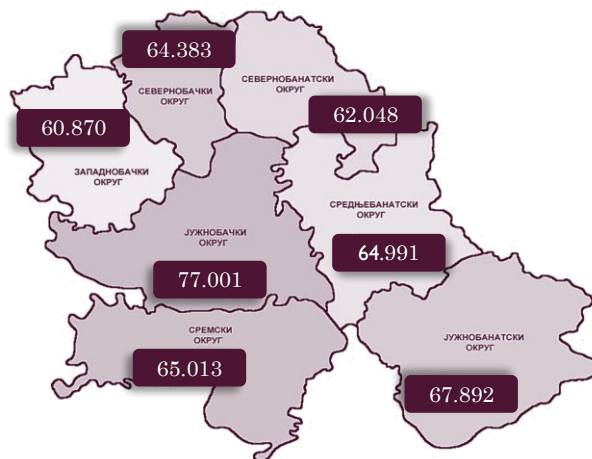 64.383
СЕВЕРНОБАЧКИ
ОКРУГ
СЕВЕРНОБАНАТСКИ
ОКРУГ
62.048
60.870
ЗАПАДНОБАЧКИ
ОКРУГ
СРЕДЊЕБАНАТСКИ
ОКРУГ
64.991
ЈУЖНОБАЧКИ
ОКРУГ
77.001
СРЕМСКИ
ОКРУГ
65.013
ЈУЖНОБАНАТСКИ
ОКРУГ
67.892